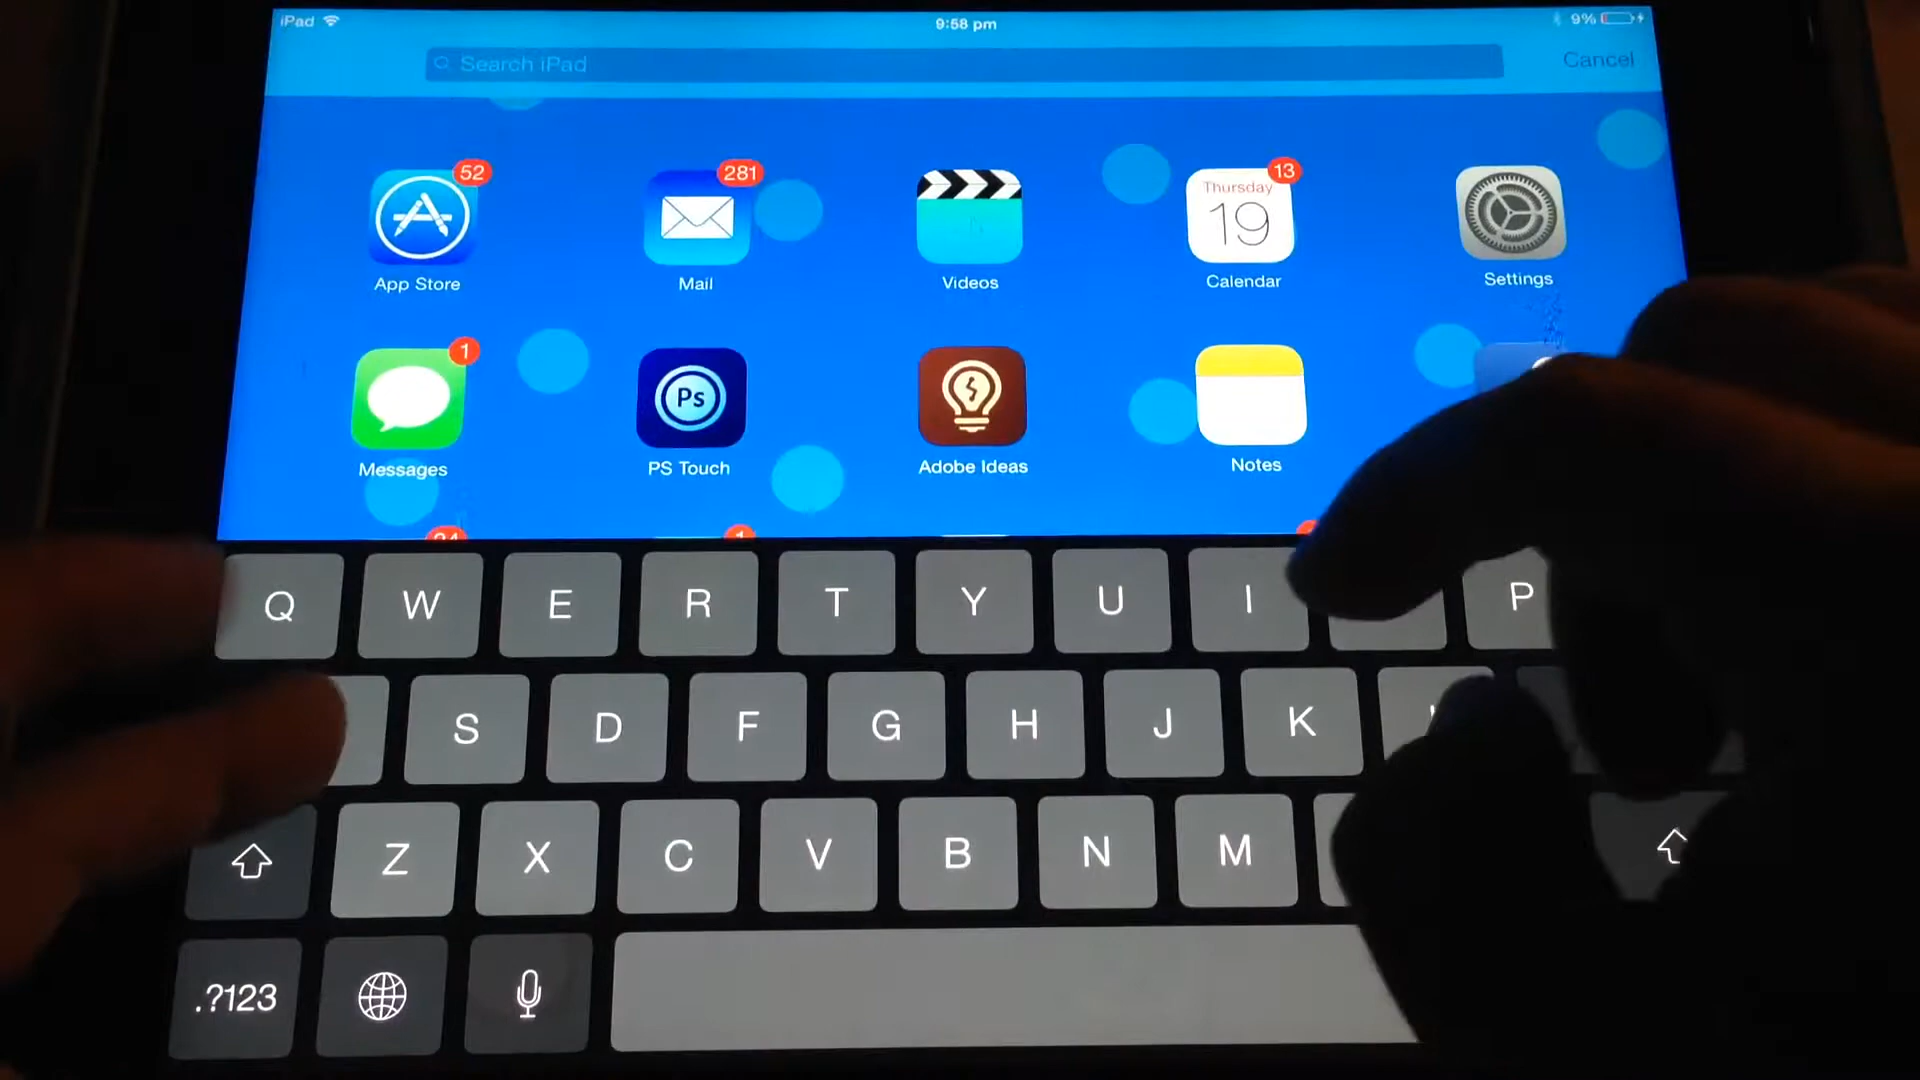 iPad 9:58 pm 9%
Search iPad Cancel
52 281 Thursday 13
19
App Store Mail Videos Calendar Settings
1
Ps
Messages PS Touch Adobe Ideas Notes
Q W E R T Y U I P
S D F G H J K
Z X C V B N M
.?123